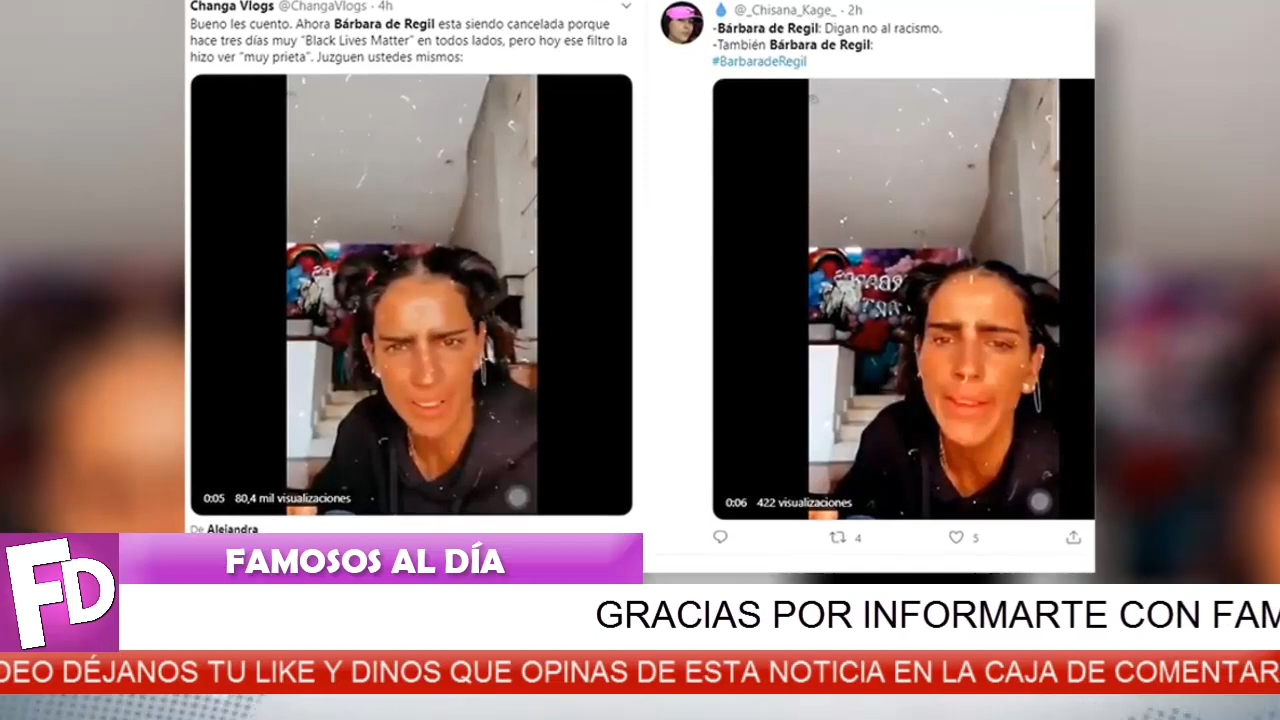 Changa Vlogs @ChangaVlogs · 4h
Bueno les cuento. Ahora Bárbara de Regil esta siendo cancelada porque
hace tres días muy "Black Lives Matter" en todos lados, pero hoy ese filtro la
hizo ver "muy prieta". Juzguen ustedes mismos:
0:05 80,4 mil visualizaciones
De Alejandra
@_Chisana_Kage_ · 2h
-Bárbara de Regil: Digan no al racismo.
-También Bárbara de Regil:
#BarbaradeRegil
0:06 422 visualizaciones
4 5
FD
FAMOSOS AL DÍA
GRACIAS POR INFORMARTE CON FAM
DEO DÉJANOS TU LIKE Y DINOS QUE OPINAS DE ESTA NOTICIA EN LA CAJA DE COMENTAR